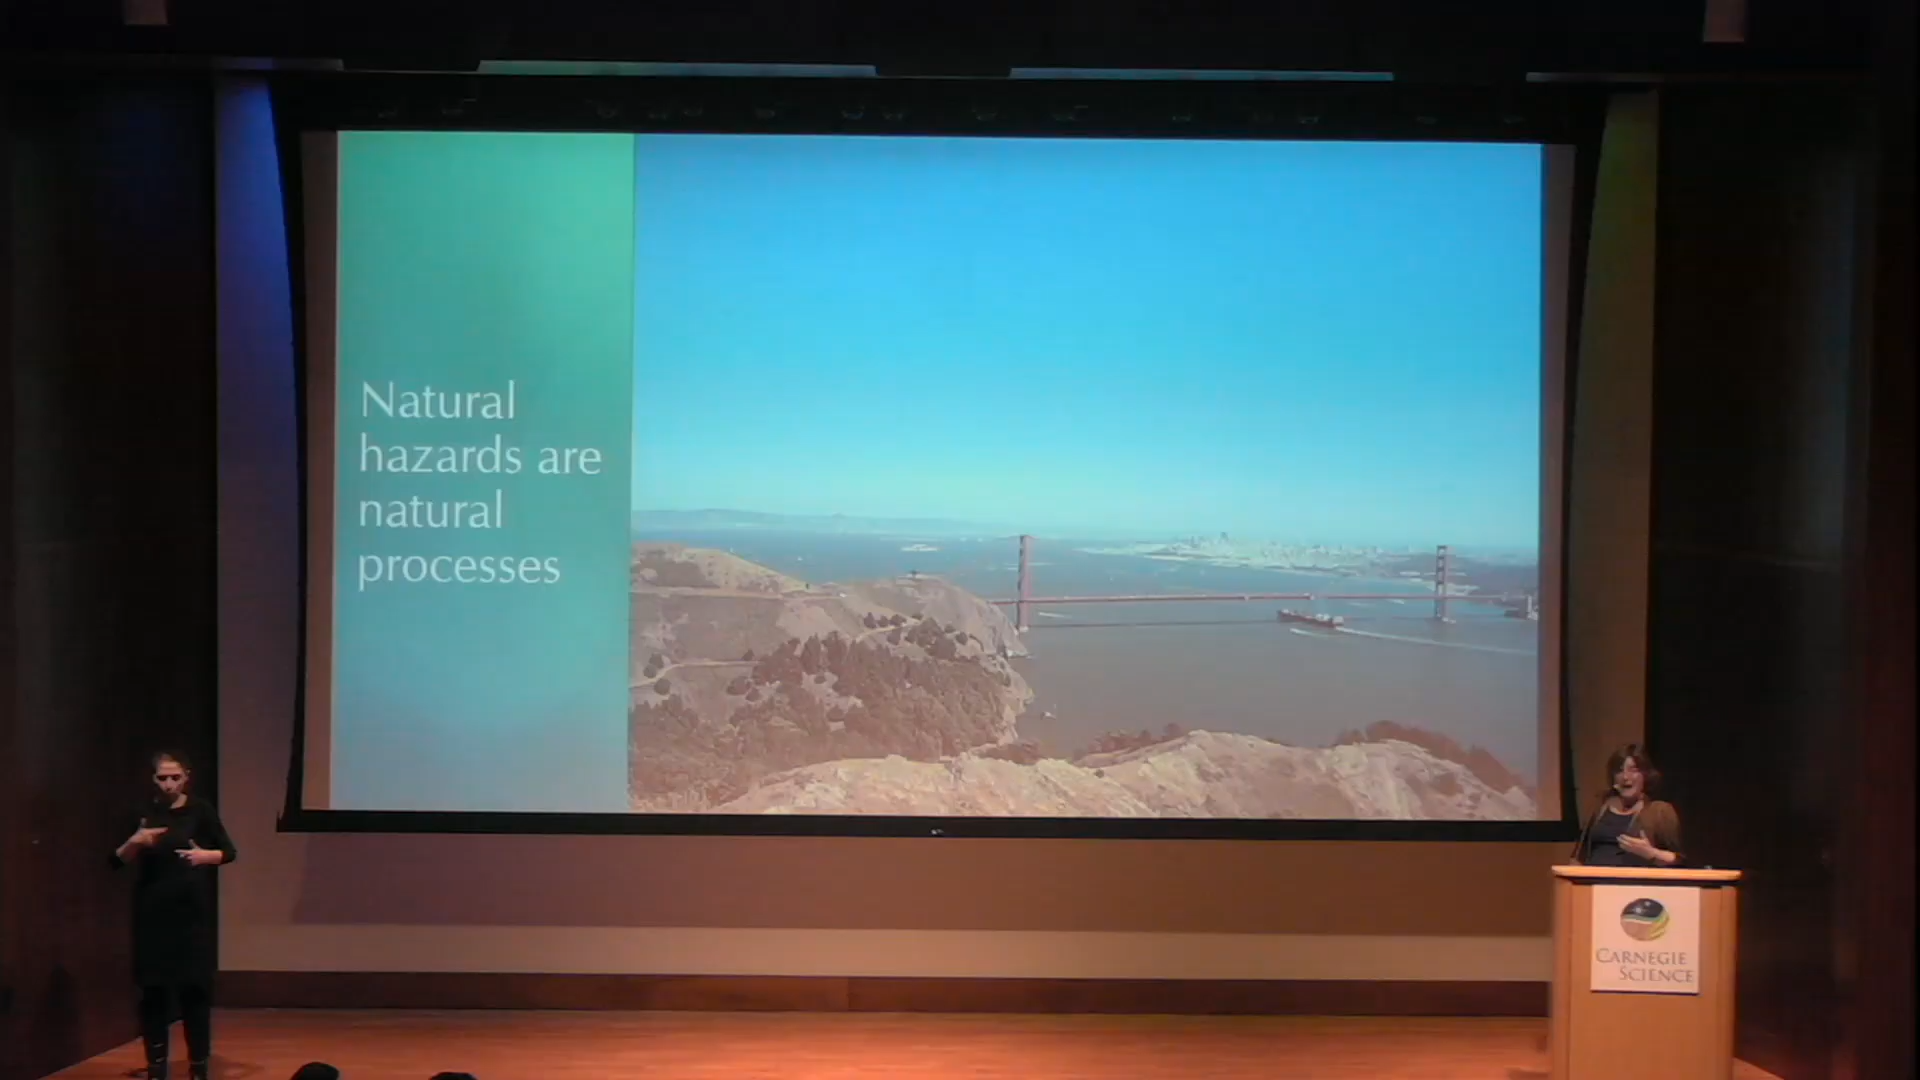 Natural
hazards are
natural
processes
CARNEGIE
SCIENCE